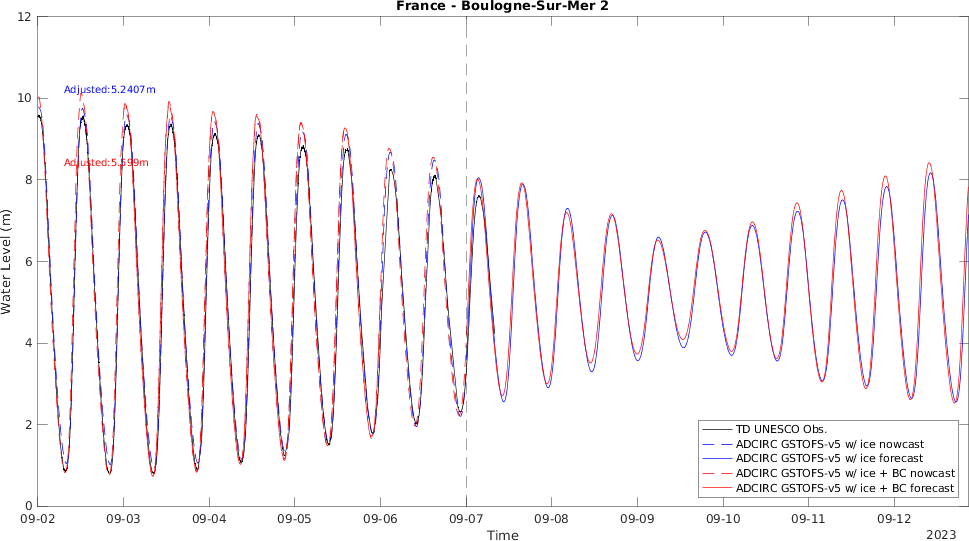 France - Boulogne-Sur-Mer 2
12
10
8
6
4
2
0
Water Level (m)
Adjusted:5.2407m
Adjusted:5.599m
TD UNESCO Obs.
ADCIRC GSTOFS-v5 w/ ice nowcast
ADCIRC GSTOFS-v5 w/ ice forecast
ADCIRC GSTOFS-v5 w/ ice + BC nowcast
ADCIRC GSTOFS-v5 w/ ice + BC forecast
09-02 09-03 09-04 09-05 09-06 09-07 09-08 09-09 09-10 09-11 09-12
Time
2023